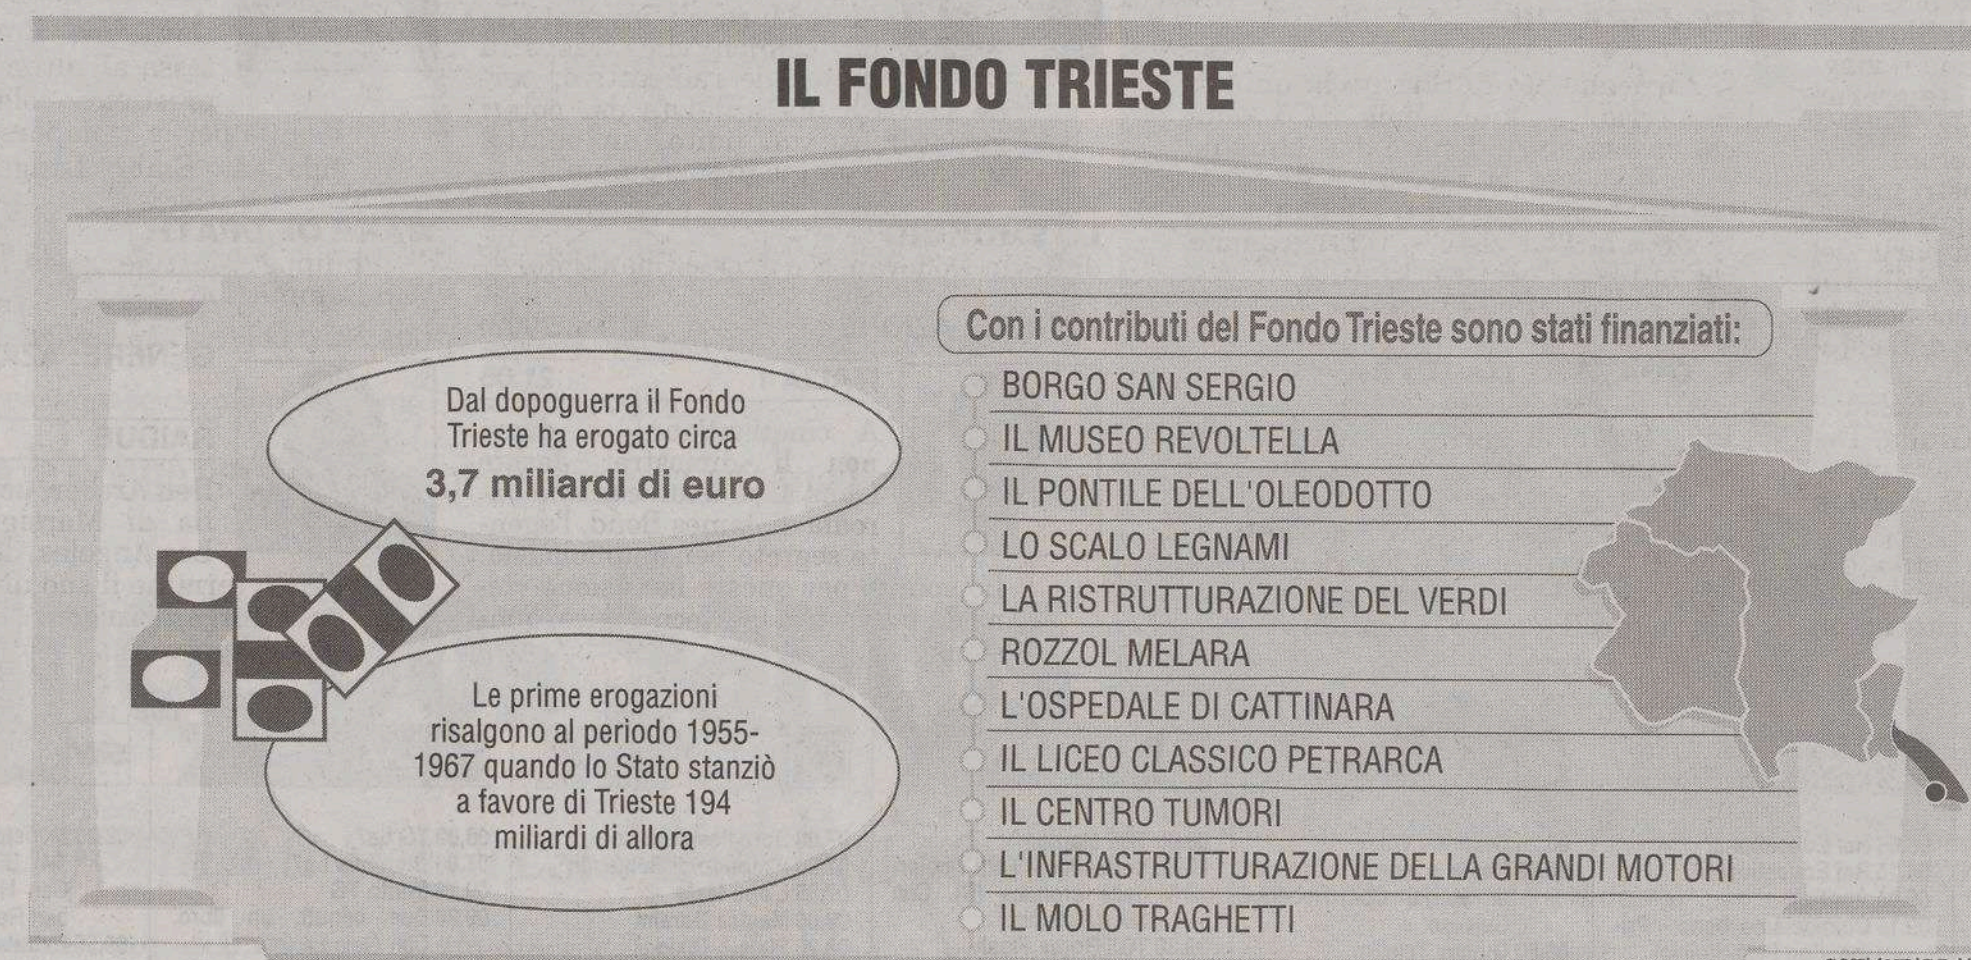 IL FONDO TRIESTE
Dal dopoguerra il Fondo
Trieste ha erogato circa
3,7 miliardi di euro
Le prime erogazioni
risalgono al periodo 1955-
1967 quando lo Stato stanziò
a favore di Trieste 194
miliardi di allora
Con i contributi del Fondo Trieste sono stati finanziati:
BORGO SAN SERGIO
IL MUSEO REVOLTELLA
IL PONTILE DELL'OLEODOTTO
LO SCALO LEGNAMI
LA RISTRUTTURAZIONE DEL VERDI
ROZZOL MELARA
L'OSPEDALE DI CATTINARA
IL LICEO CLASSICO PETRARCA
IL CENTRO TUMORI
L'INFRASTRUTTURAZIONE DELLA GRANDI MOTORI
IL MOLO TRAGHETTI